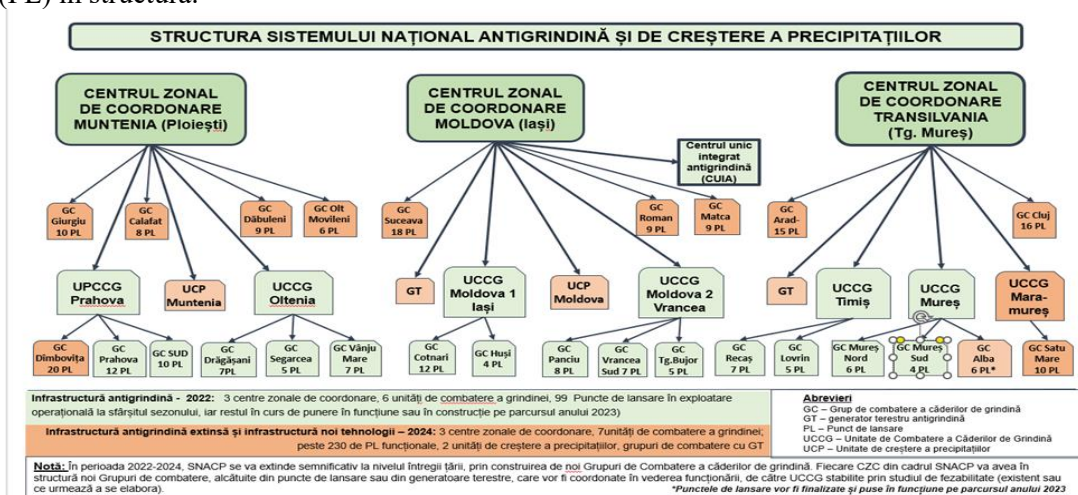 (PL) în structură.
STRUCTURA SISTEMULUI NAȚIONAL ANTIGRINDINĂ ȘI DE CREȘTERE A PRECIPITAȚIILOR
CENTRUL ZONAL
DE COORDONARE
MUNTENIA (Ploiești)
CENTRUL ZONAL
DE COORDONARE
MOLDOVA (Iași)
CENTRUL ZONAL
DE COORDONARE
TRANSILVANIA
(Tg. Mureș)
Centrul unic
integrat
antigrindină
(CUIA)
GC
Giurgiu
10 PL
GC
Calafat
8 PL
GC
Dăbuleni
9 PL
GC Olt
Movileni
6 PL
GC
Suceava
18 PL
GC
Roman
9 PL
GC
Matca
9 PL
GC
Arad-
15 PL
GC Cluj
16 PL
UPCCG
Prahova
UCP
Muntenia
UCCG
Oltenia
GT
UCCG
Moldova 1
Iași
UCP
Moldova
UCCG
Moldova 2
Vrancea
GT
UCCG
Timiș
UCCG
Mureș
UCCG
Mara-
mureș
GC
Dîmbovița
20 PL
GC
Prahova
12 PL
GC SUD
10 PL
GC
Drăgășani
7PL
GC
Segarcea
5 PL
GC Vânju
Mare
7 PL
GC
Cotnari
12 PL
GC Huși
4 PL
GC
Panciu
8 PL
GC
Vrancea
Sud 7 PL
GC
Tg.Bujor
5 PL
GC
Recaș
7 PL
GC
Lovrin
5 PL
GC Mureș
Nord
6 PL
GC Mureș
Sud
4 PL
GC
Alba
6 PL*
GC Satu
Mare
10 PL
Infrastructură antigrindină - 2022: 3 centre zonale de coordonare, 6 unități de combatere a grindinei, 99 Puncte de lansare în exploatare
operațională la sfârșitul sezonului, iar restul în curs de punere în funcțiune sau în construcție pe parcursul anului 2023)
Infrastructură antigrindină extinsă și infrastructură noi tehnologii – 2024: 3 centre zonale de coordonare, 7unități de combatere a grindinei;
peste 230 de PL funcționale, 2 unități de creștere a precipitațiilor, grupuri de combatere cu GT
Abrevieri
GC – Grup de combatere a căderilor de grindină
GT – generator terestru antigrindină
PL – Punct de lansare
UCCG – Unitate de Combatere a Căderilor de Grindină
UCP – Unitate de creștere a precipitațiilor
Notă: În perioada 2022-2024, SNACP se va extinde semnificativ la nivelul întregii țării, prin construirea de noi Grupuri de Combatere a căderilor de grindină. Fiecare CZC din cadrul SNACP va avea în
structură noi Grupuri de combatere, alcătuite din puncte de lansare sau din generatoare terestre, care vor fi coordonate în vederea funcționării, de către UCCG stabilite prin studiul de fezabilitate (existent sau
ce urmează a se elabora).
*Punctele de lansare vor fi finalizate și puse în funcțiune pe parcursul anului 2023